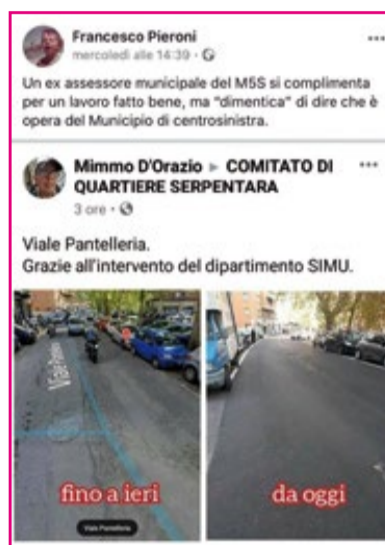 Francesco Pieroni
mercoledì alle 14:39 •
Un ex assessore municipale del M5S si complimenta
per un lavoro fatto bene, ma "dimentica" di dire che è
opera del Municipio di centrosinistra.
Mimmo D'Orazio ▸ COMITATO DI
QUARTIERE SERPENTARA
3 ore •
Viale Pantelleria.
Grazie all'intervento del dipartimento SIMU.
Viale Pantelleria
fino a ieri
da oggi
Viale Pantelleria